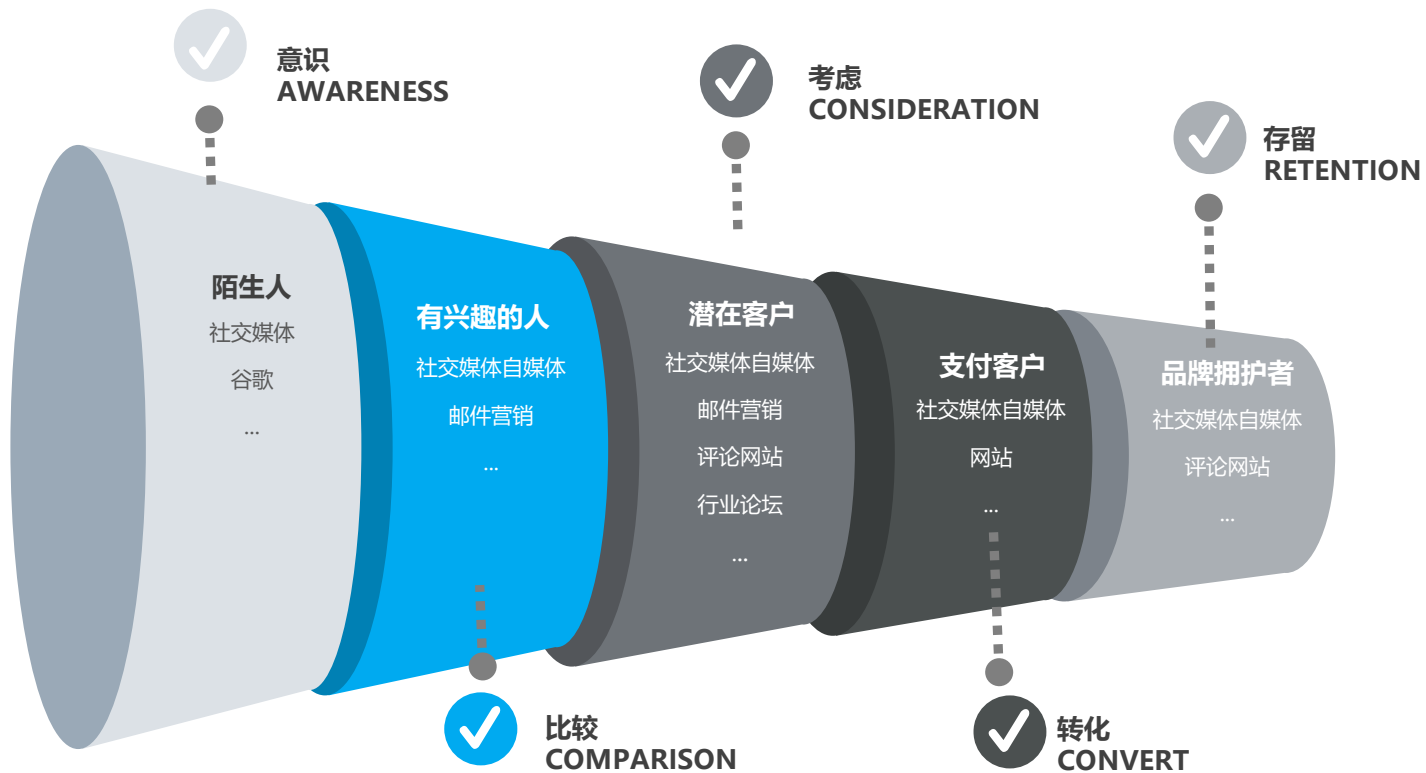 意识
AWARENESS
考虑
CONSIDERATION
存留
RETENTION
陌生人
社交媒体
谷歌
...
有兴趣的人
社交媒体自媒体
邮件营销
...
潜在客户
社交媒体自媒体
邮件营销
评论网站
行业论坛
...
支付客户
社交媒体自媒体
网站
...
品牌拥护者
社交媒体自媒体
评论网站
...
比较
COMPARISON
转化
CONVERT